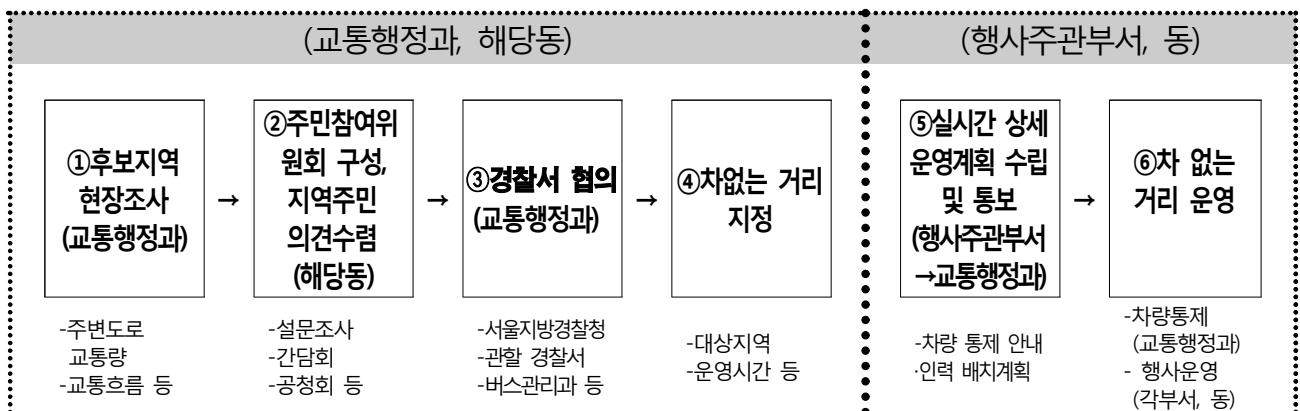 (교통행정과, 해당동)
(행사주관부서, 동)
①후보지역
현장조사
(교통행정과)
→
②주민참여위
원회 구성,
지역주민
의견수렴
(해당동)
→
③경찰서 협의
(교통행정과)
→
④차없는 거리
지정
⑤실시간 상세
운영계획 수립
및 통보
(행사주관부서
→교통행정과)
→
⑥차 없는
거리 운영
-주변도로
교통량
-교통흐름 등
-설문조사
-간담회
-공청회 등
-서울지방경찰청
-관할 경찰서
-버스관리과 등
-대상지역
-운영시간 등
-차량 통제 안내
·인력 배치계획
-차량통제
(교통행정과)
- 행사운영
(각부서, 동)